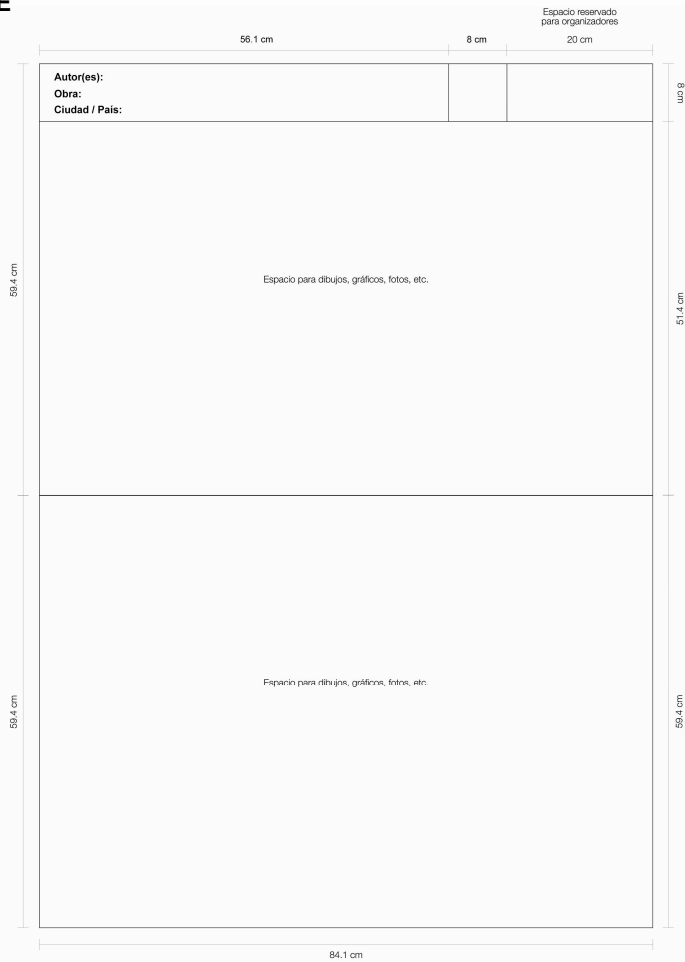 E
Espacio reservado
para organizadores
56.1 cm
8 cm
20 cm
Autor(es):
Obra:
Ciudad / País:
8 cm
59.4 cm
Espacio para dibujos, gráficos, fotos, etc.
51.4 cm
59.4 cm
Espacio para dibujos, gráficos, fotos, etc
59.4 cm
84.1 cm